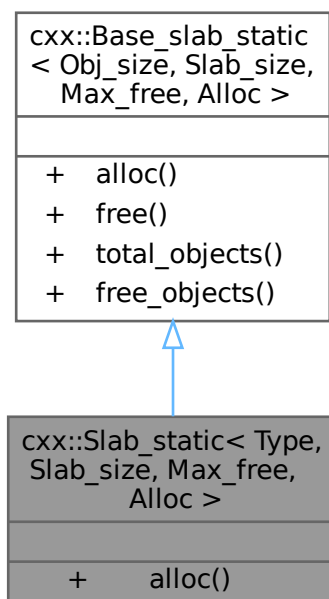 cxx::Base_slab_static
< Obj_size, Slab_size,
Max_free, Alloc >
+ alloc()
+ free()
+ total_objects()
+ free_objects()
cxx::Slab_static< Type,
Slab_size, Max_free,
Alloc >
+ alloc()